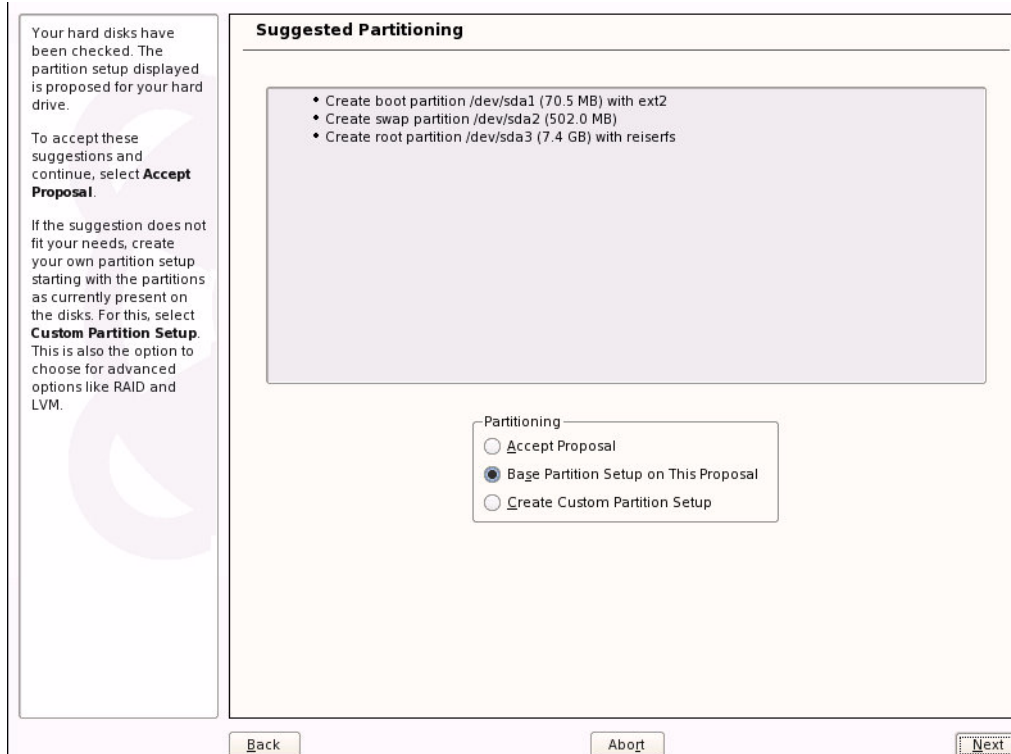 Your hard disks have
been checked. The
partition setup displayed
is proposed for your hard
drive.
To accept these
suggestions and
continue, select Accept
Proposal.
If the suggestion does not
fit your needs, create
your own partition setup
starting with the partitions
as currently present on
the disks. For this, select
Custom Partition Setup.
This is also the option to
choose for advanced
options like RAID and
LVM.
Suggested Partitioning
• Create boot partition /dev/sda1 (70.5 MB) with ext2
• Create swap partition /dev/sda2 (502.0 MB)
• Create root partition /dev/sda3 (7.4 GB) with reiserfs
Partitioning
Accept Proposal
Base Partition Setup on This Proposal
Create Custom Partition Setup
Back
Abort
Next